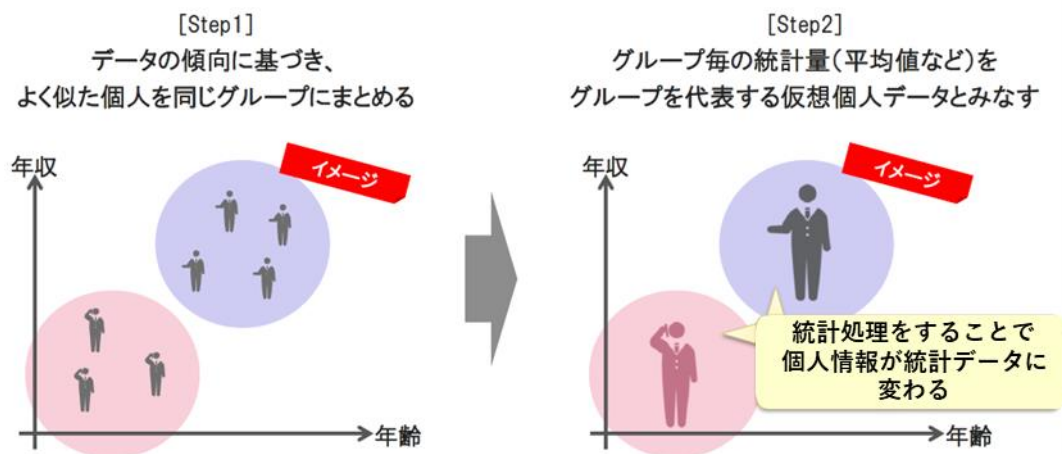 [Step1]
データの傾向に基づき、
よく似た個人を同じグループにまとめる
年収
イメージ
年齢
[Step2]
グループ毎の統計量(平均値など)を
グループを代表する仮想個人データとみなす
年収
イメージ
統計処理をすることで
個人情報が統計データに
変わる
年齢